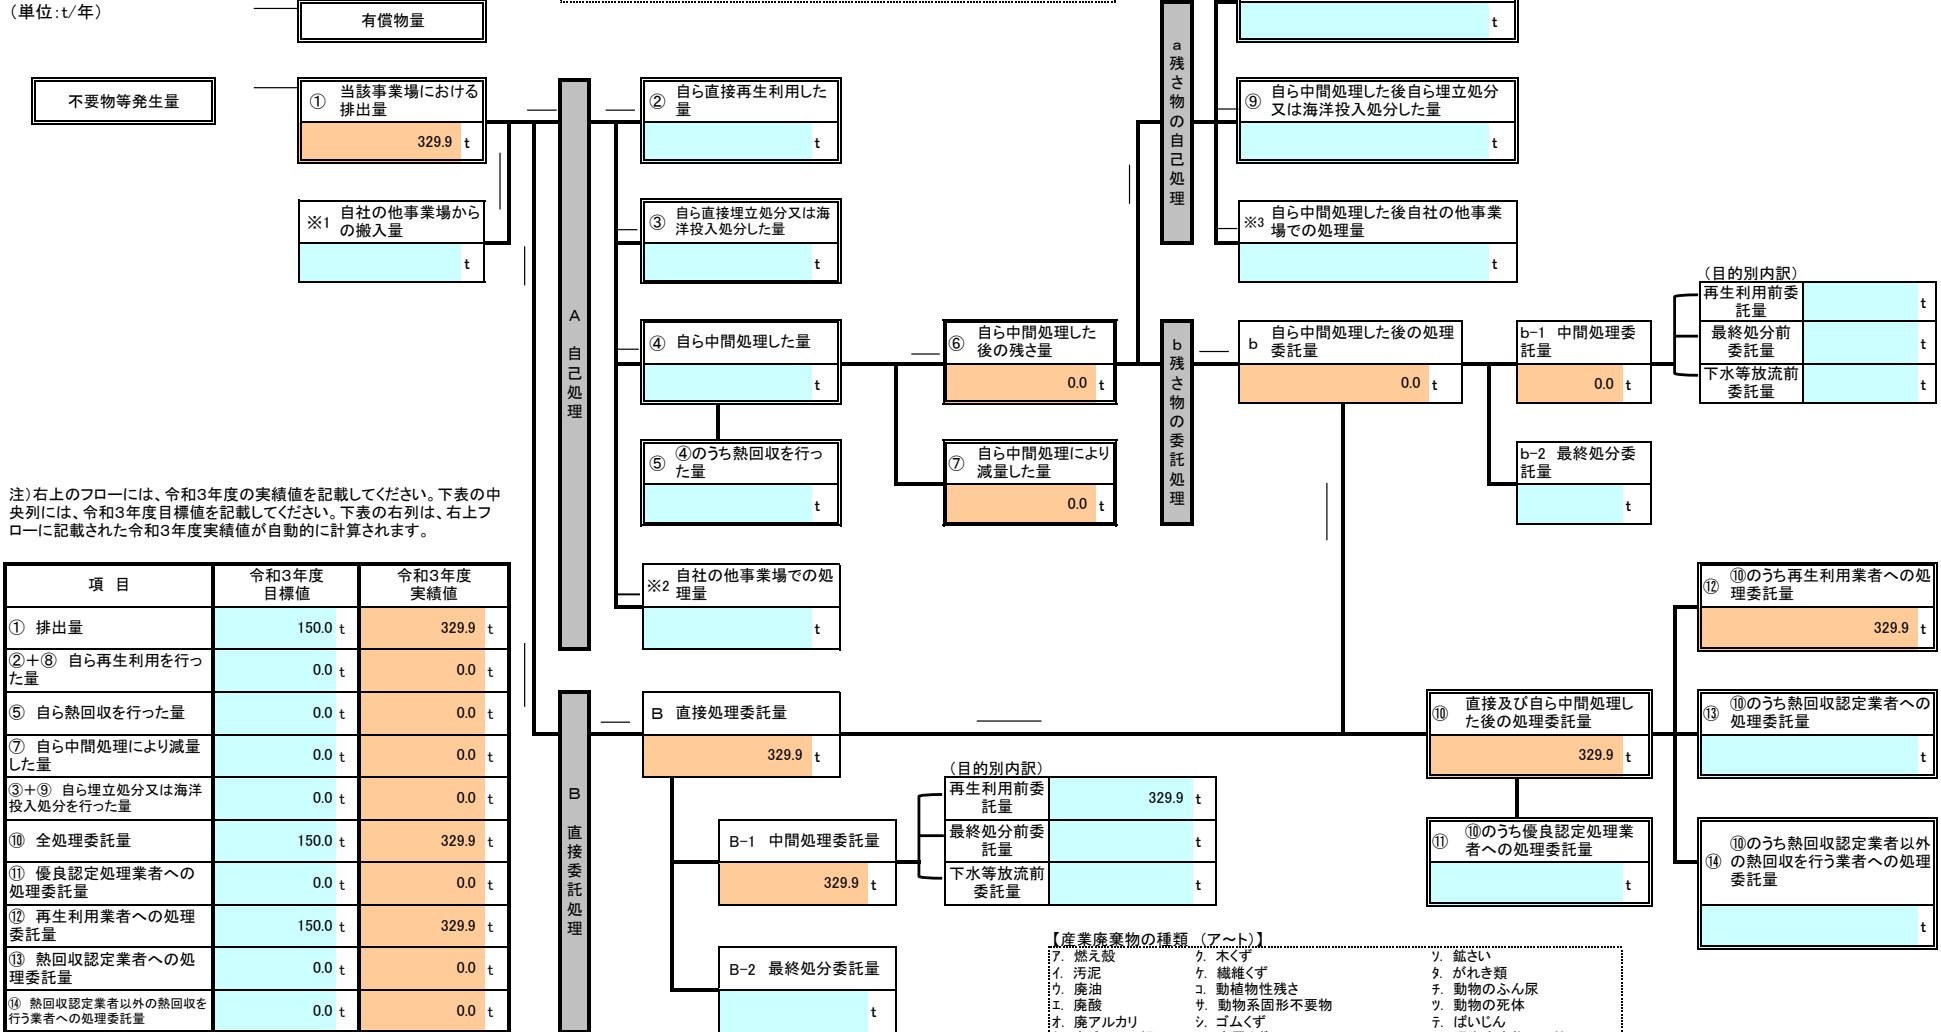 （単位：ｔ/年）
有償物量
t
不要物等発生量
① 当該事業場における
排出量
329.9 t
※1 自社の他事業場から
の搬入量
t
A
自己処理
② 自ら直接再生利用した
量
t
③ 自ら直接埋立処分又は海
洋投入処分した量
t
④ 自ら中間処理した量
t
⑤ ④のうち熱回収を行っ
た量
t
※2 自社の他事業場での処
理量
t
⑥ 自ら中間処理した
後の残さ量
0.0 t
⑦ 自ら中間処理により
減量した量
0.0 t
a 残さ物の自己処理
⑨ 自ら中間処理した後自ら埋立処分
又は海洋投入処分した量
t
※3 自ら中間処理した後自社の他事業
場での処理量
t
b 残さ物の委託処理
b 自ら中間処理した後の処理
委託量
0.0 t
b-1 中間処理委
託量
0.0 t
（目的別内訳）
再生利用前委
託量
t
最終処分前
委託量
t
下水等放流前
委託量
t
b-2 最終処分委
託量
t
注）右上のフローには、令和３年度の実績値を記載してください。下表の中
央列には、令和３年度目標値を記載してください。下表の右列は、右上フ
ローに記載された令和３年度実績値が自動的に計算されます。
項 目
令和３年度
目標値
令和３年度
実績値
① 排出量 150.0 t 329.9 t
②＋⑧ 自ら再生利用を行っ
た量 0.0 t 0.0 t
⑤ 自ら熱回収を行った量 0.0 t 0.0 t
⑦ 自ら中間処理により減量
した量 0.0 t 0.0 t
③＋⑨ 自ら埋立処分又は海洋
投入処分を行った量 0.0 t 0.0 t
⑩ 全処理委託量 150.0 t 329.9 t
⑪ 優良認定処理業者への
処理委託量 0.0 t 0.0 t
⑫ 再生利用業者への処理
委託量 150.0 t 329.9 t
⑬ 熱回収認定業者への処
理委託量 0.0 t 0.0 t
⑭ 熱回収認定業者以外の熱回収を
行う業者への処理委託量 0.0 t 0.0 t
B
直接委託処理
B 直接処理委託量
329.9 t
B-1 中間処理委託量
329.9 t
（目的別内訳）
再生利用前委
託量
329.9 t
最終処分前委
託量
t
下水等放流前
委託量
t
B-2 最終処分委託量
t
⑩ 直接及び自ら中間処理し
た後の処理委託量
329.9 t
⑪ ⑩のうち優良認定処理業
者への処理委託量
t
⑫ ⑩のうち再生利用業者への処
理委託量
329.9 t
⑬ ⑩のうち熱回収認定業者への
処理委託量
t
⑭ ⑩のうち熱回収認定業者以外
の熱回収を行う業者への処理
委託量
t
【産業廃棄物の種類 （ア～ト）】
ア. 燃え殻 ク. 木くず ソ. 鉱さい
イ. 汚泥 ケ. 繊維くず タ. がれき類
ウ. 廃油 コ. 動植物性残さ チ. 動物のふん尿
エ. 廃酸 サ. 動物系固形不要物 ツ. 動物の死体
オ. 廃アルカリ シ. ゴムくず テ. ばいじん